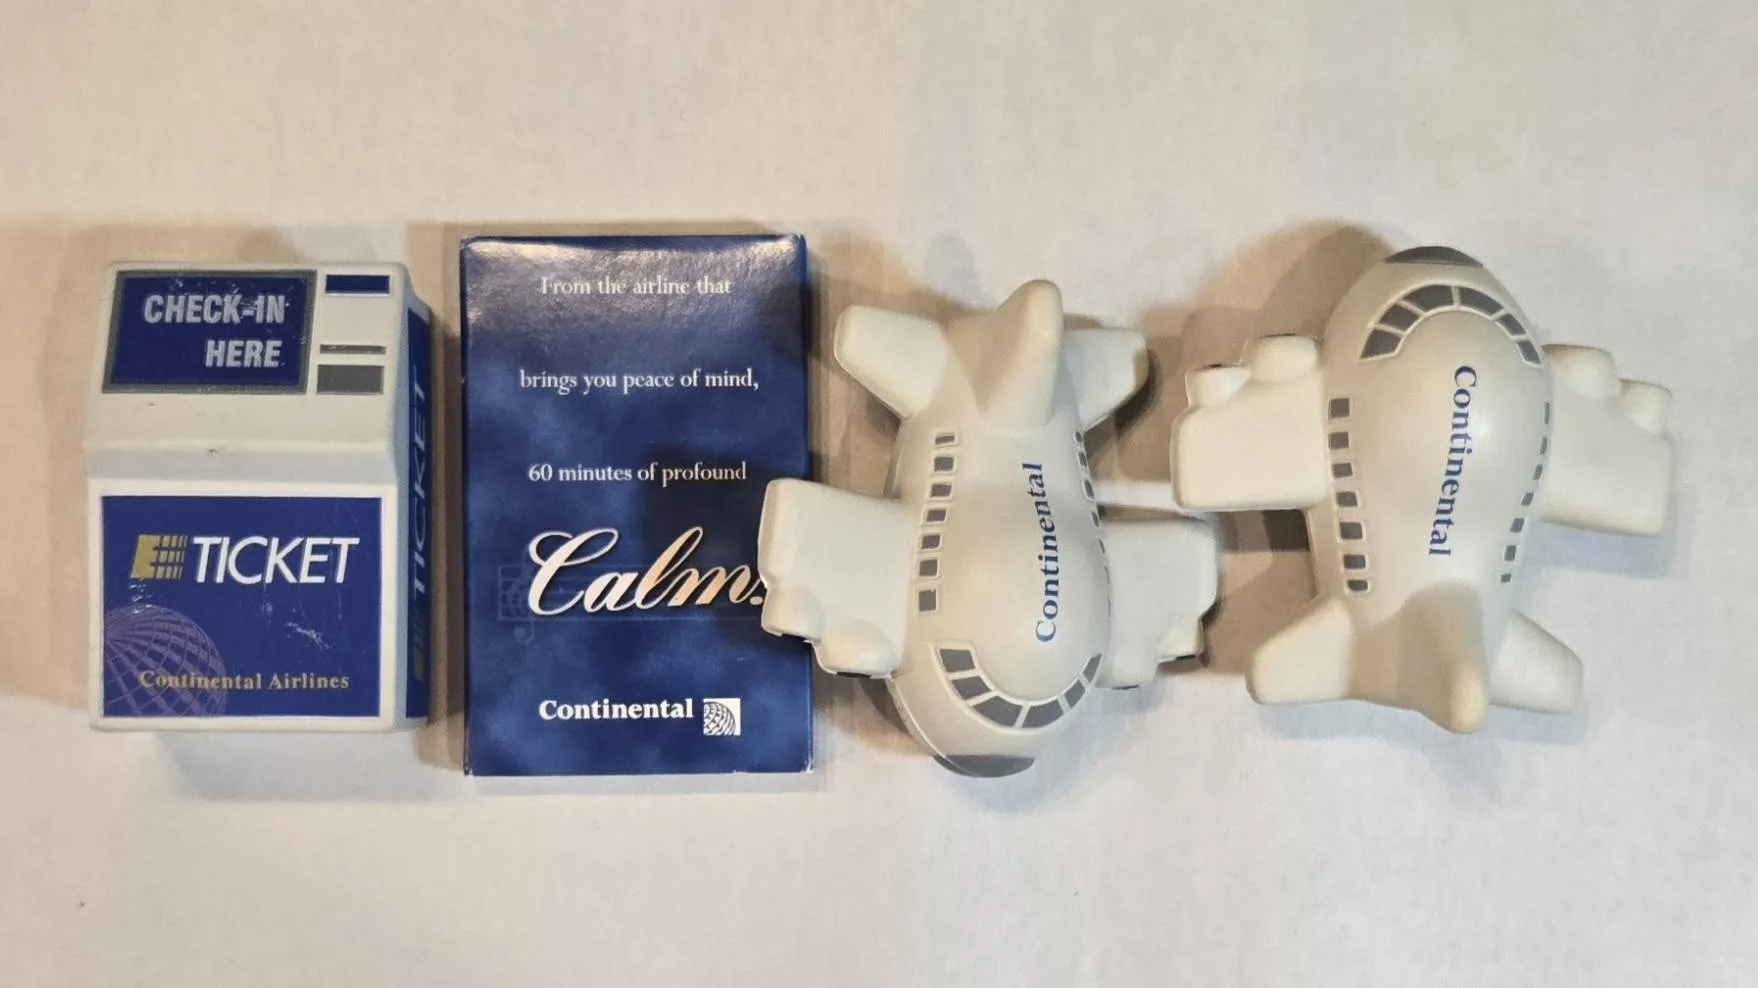 CHECK-IN
HERE
TICKET
Continental Airlines
TICKET
From the airline that
brings you peace of mind,
60 minutes of profound
Calm.
Continental
Continental
Continental